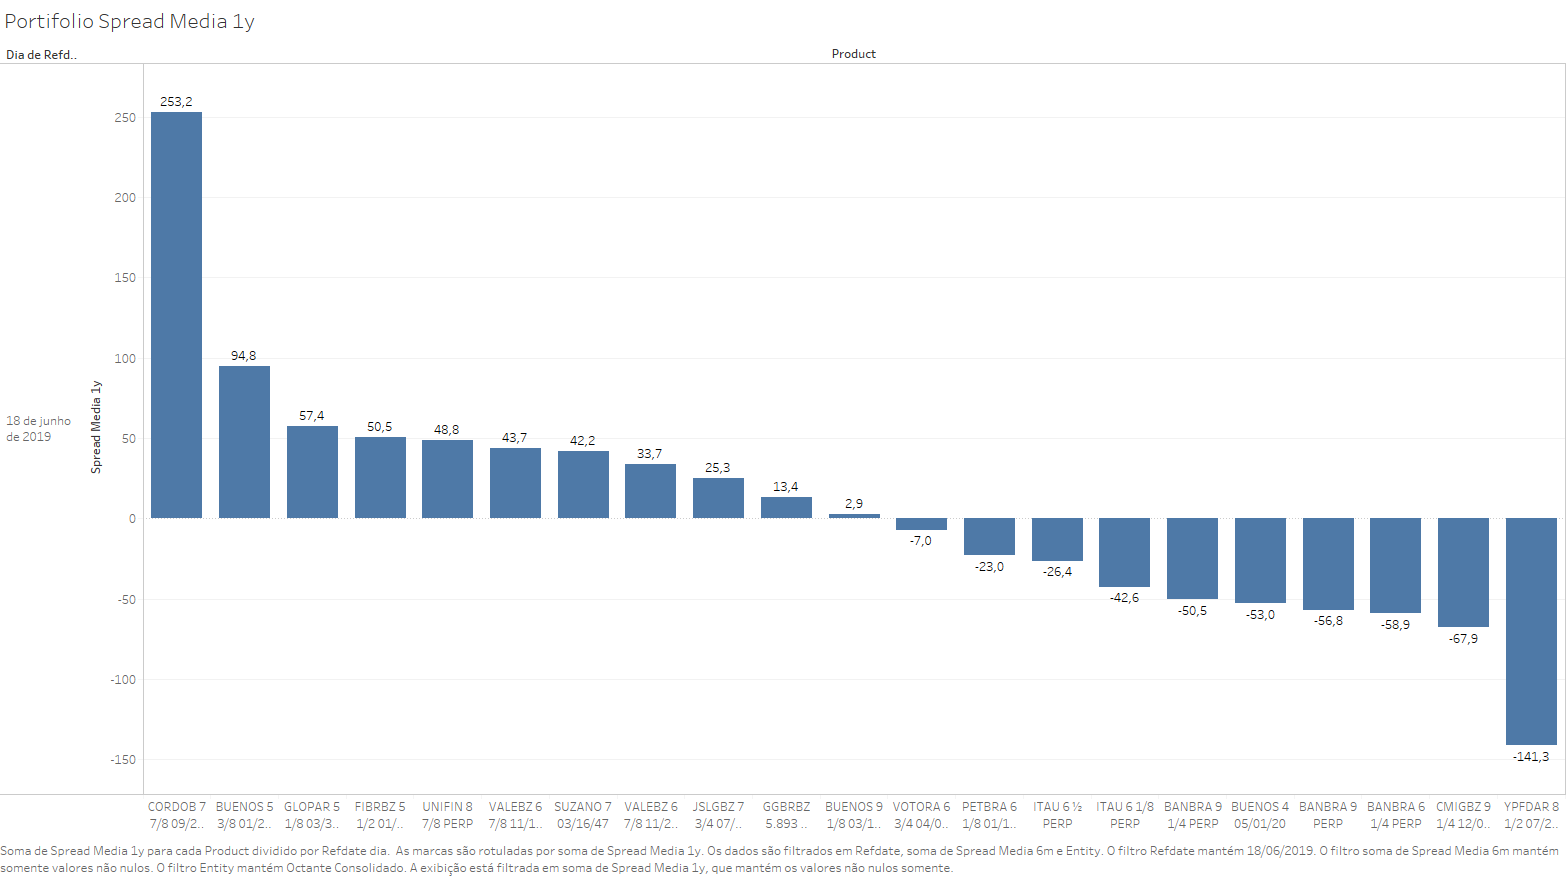 Portifolio Spread Media 1y
Dia de Refd..
Product
253,2
250
200
150
100
50
0
-50
-100
-150
Spread Media 1y
18 de junho
de 2019
94,8
57,4
50,5
48,8
43,7
42,2
33,7
25,3
13,4
2,9
-7,0
-23,0
-26,4
-42,6
-50,5
-53,0
-56,8
-58,9
-67,9
-141,3
CORDOB 7
7/8 09/2..
BUENOS 5
3/8 01/2..
GLOPAR 5
1/8 03/3..
FIBRBZ 5
1/2 01/..
UNIFIN 8
7/8 PERP
VALEBZ 6
7/8 11/1..
SUZANO 7
03/16/47
VALEBZ 6
7/8 11/2..
JSLGBZ 7
3/4 07/..
GGBRBZ
5.893 ..
BUENOS 9
1/8 03/1..
VOTORA 6
3/4 04/0..
PETBRA 6
1/8 01/1..
ITAU 6 ½
PERP
ITAU 6 1/8
PERP
BANBRA 9
1/4 PERP
BUENOS 4
05/01/20
BANBRA 9
PERP
BANBRA 6
1/4 PERP
CMIGBZ 9
1/4 12/0..
YPFDAR 8
1/2 07/2..
Soma de Spread Media 1y para cada Product dividido por Refdate dia.  As marcas são rotuladas por soma de Spread Media 1y. Os dados são filtrados em Refdate, soma de Spread Media 6m e Entity. O filtro Refdate mantém 18/06/2019. O filtro soma de Spread Media 6m mantém
somente valores não nulos. O filtro Entity mantém Octante Consolidado. A exibição está filtrada em soma de Spread Media 1y, que mantém os valores não nulos somente.